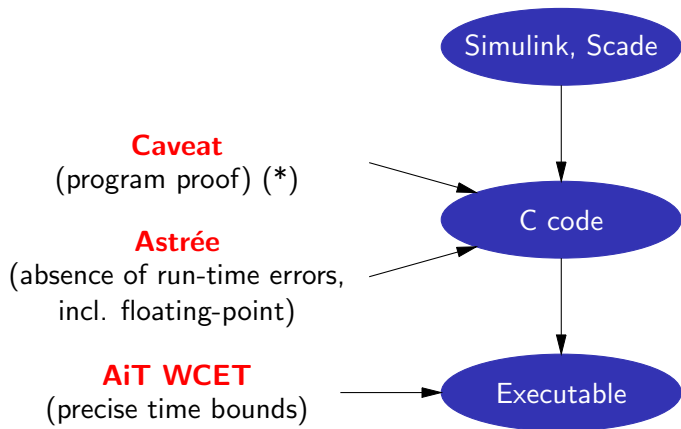 Simulink, Scade
Caveat
(program proof) (*)
C code
Astrée
(absence of run-time errors,
incl. floating-point)
AiT WCET
(precise time bounds)
Executable